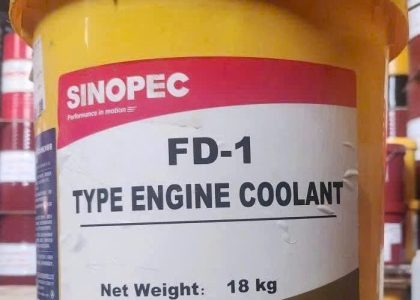 SINOPEC
Performance in motion
FD-1
TYPE ENGINE COOLANT
Net Weight: 18 kg